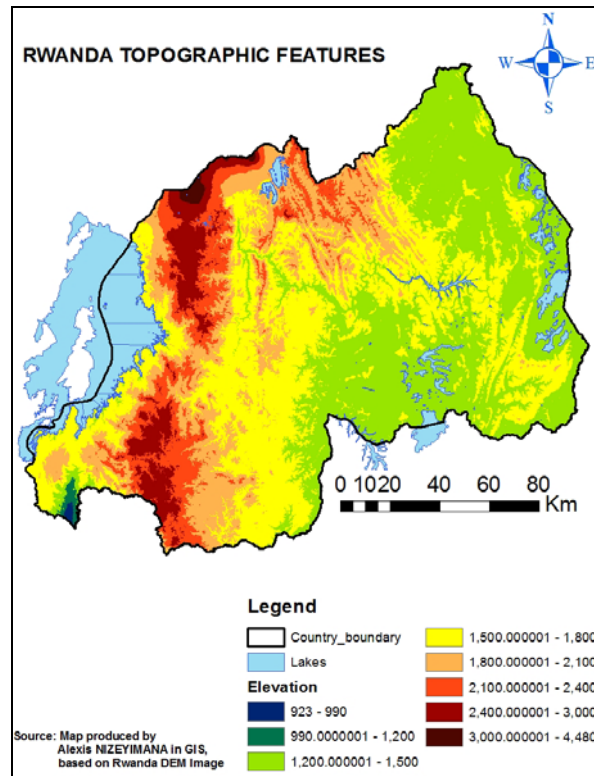 RWANDA TOPOGRAPHIC FEATURES
N
W E
S
0 1020 40 60 80
Km
Legend
Country_boundary
Lakes
Elevation
923 - 990
990.0000001 - 1,200
1,200.000001 - 1,500
1,500.000001 - 1,800
1,800.000001 - 2,100
2,100.000001 - 2,400
2,400.000001 - 3,000
3,000.000001 - 4,480
Source: Map produced by
Alexis NIZEYIMANA in GIS,
based on Rwanda DEM Image